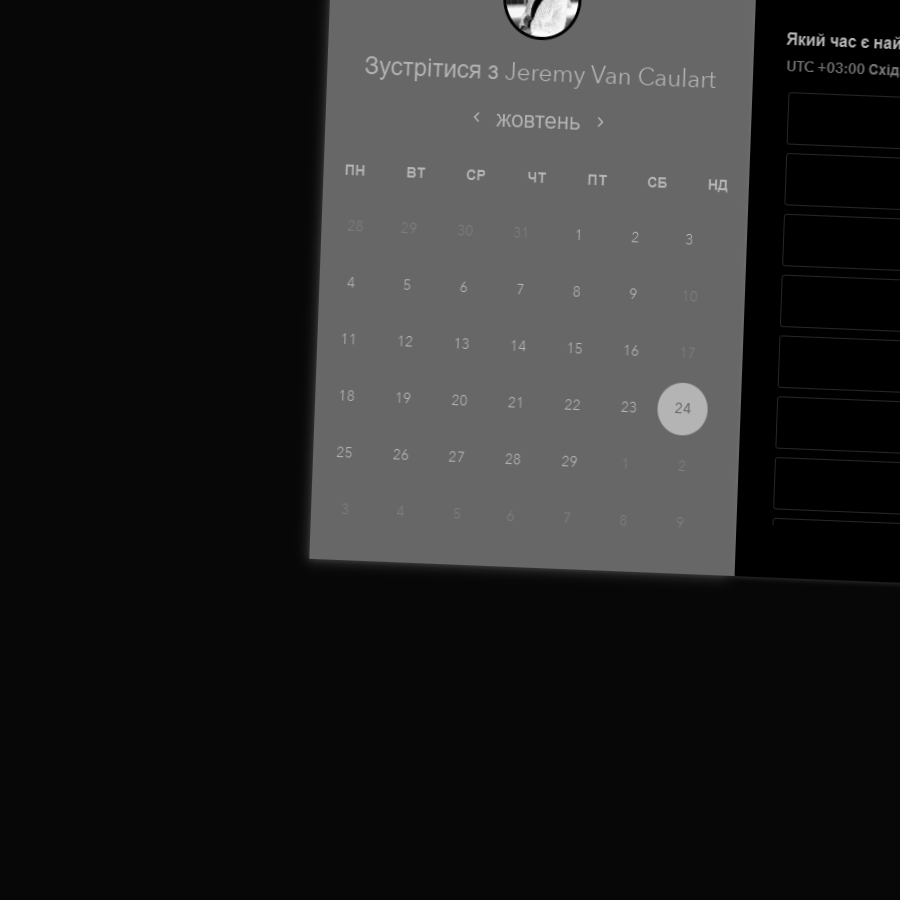 Зустрітися з Jeremy Van Caulart
жовтень
ПН ВТ СР ЧТ ПТ СБ НД
28 29 30 31 1 2 3
4 5 6 7 8 9 10
11 12 13 14 15 16 17
18 19 20 21 22 23 24
25 26 27 28 29 1 2
3 4 5 6 7 8 9
Який час є най
UTC +03:00 Схід